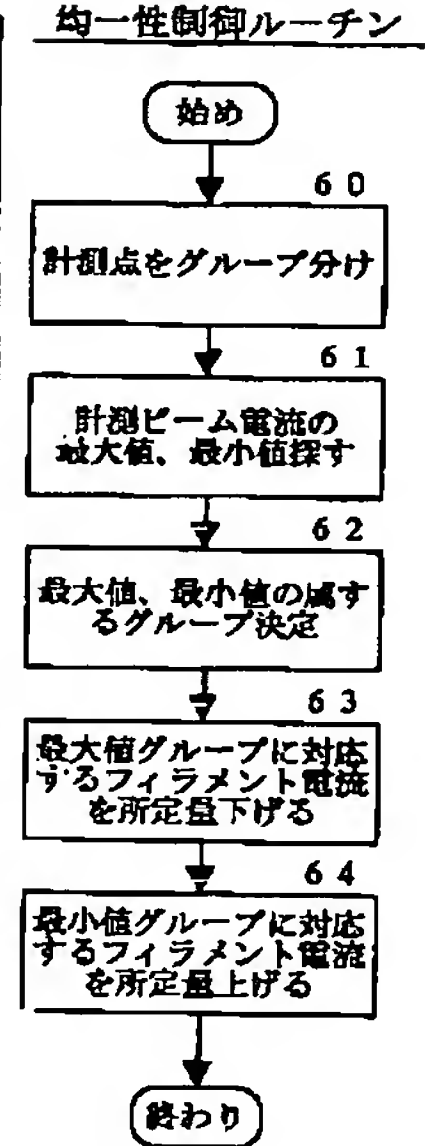 均一性制御ルーチン
始め
60
計測点をグループ分け
61
計測ビーム電流の
最大値、最小値探す
62
最大値、最小値の属す
るグループ決定
63
最大値グループに対応
するフィラメント電流
を所定量下げる
64
最小値グループに対応
するフィラメント電流
を所定量上げる
終わり